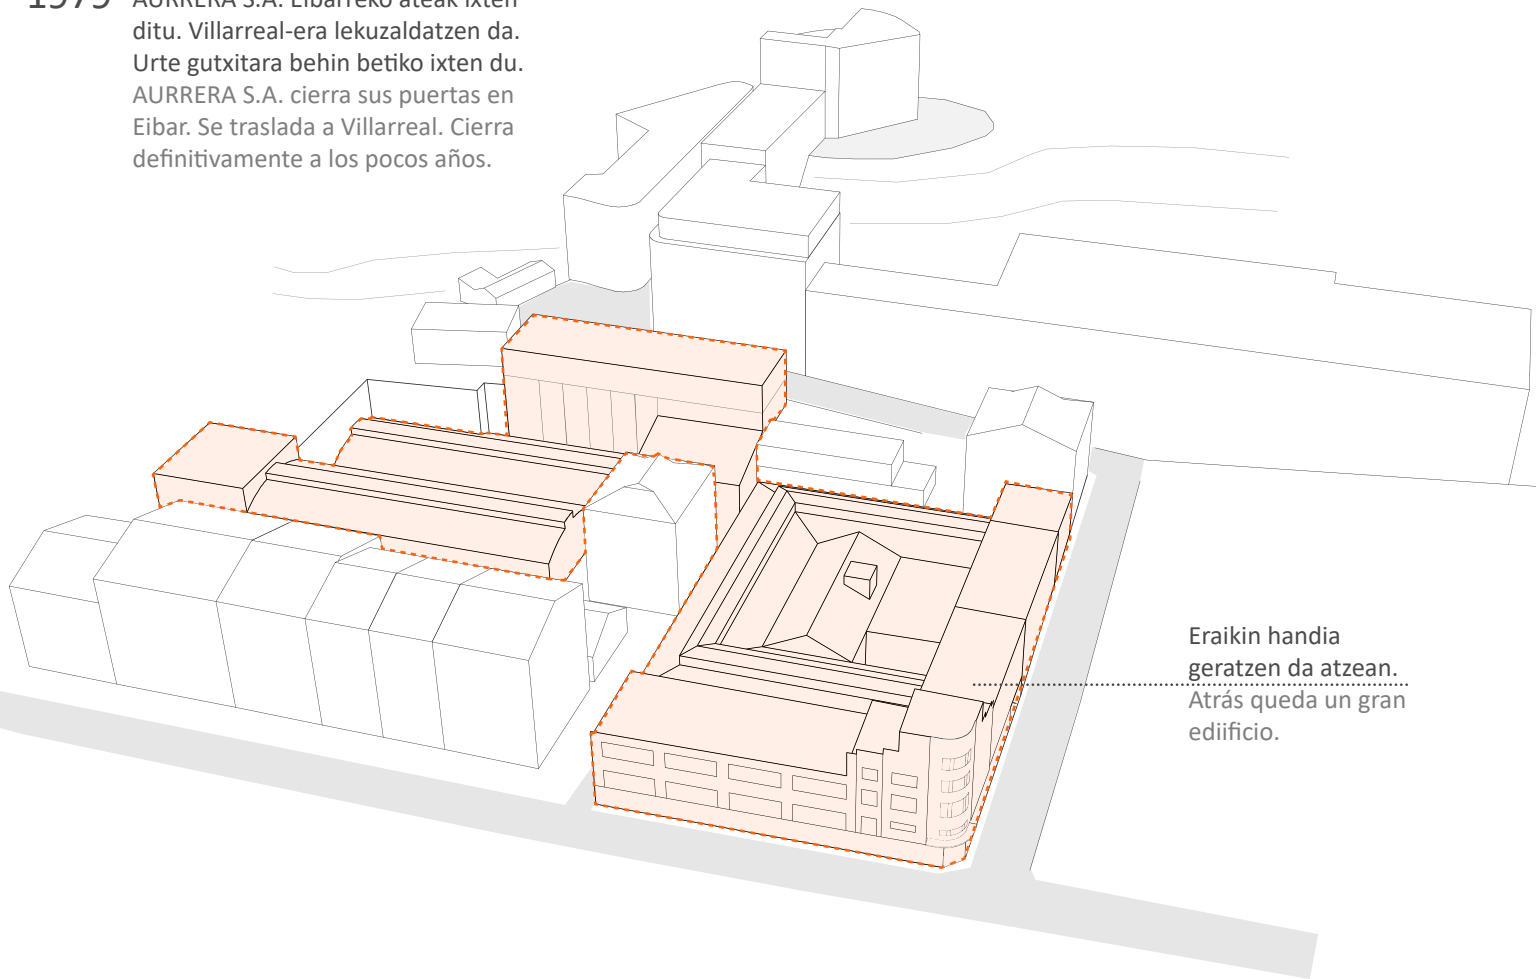 1979 AURRERA S.A. Eibarreko ateak ixten
ditu. Villarreal-era lekuzaldatzen da.
Urte gutxitara behin betiko ixten du.
AURRERA S.A. cierra sus puertas en
Eibar. Se traslada a Villarreal. Cierra
definitivamente a los pocos años.
Eraikin handia
geratzen da atzean.
Atrás queda un gran
ediificio.